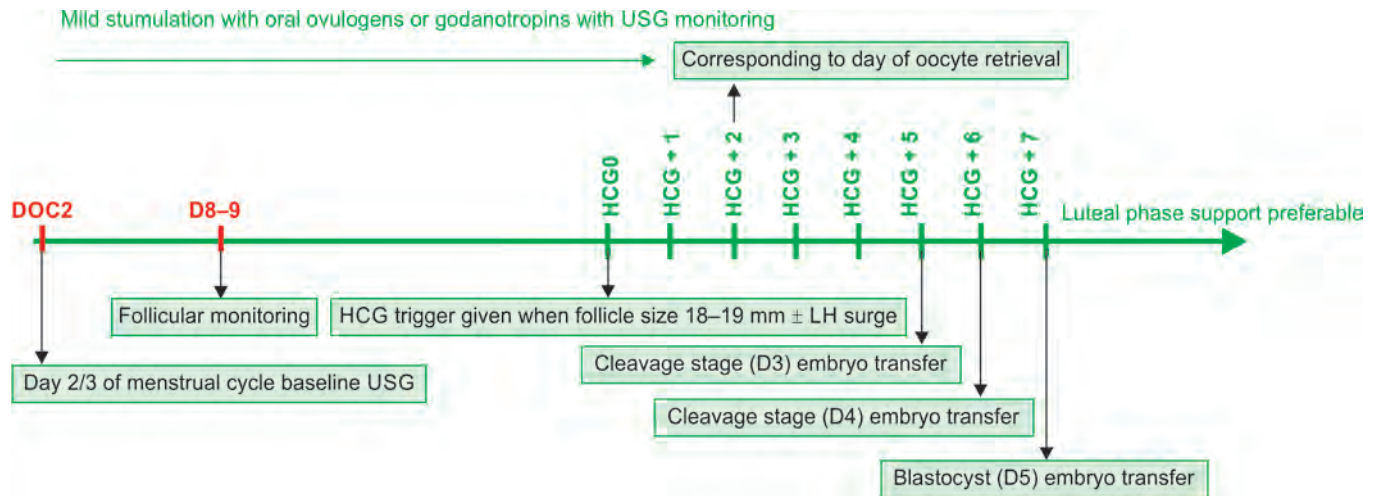 Mild stumulation with oral ovulogens or godanotropins with USG monitoring
Corresponding to day of oocyte retrieval
HCG0
HCG + 1
HCG + 2
HCG + 3
HCG + 4
HCG + 5
HCG + 6
HCG + 7
DOC2
D8–9
Luteal phase support preferable
Follicular monitoring
HCG trigger given when follicle size 18–19 mm ± LH surge
Cleavage stage (D3) embryo transfer
Day 2/3 of menstrual cycle baseline USG
Cleavage stage (D4) embryo transfer
Blastocyst (D5) embryo transfer